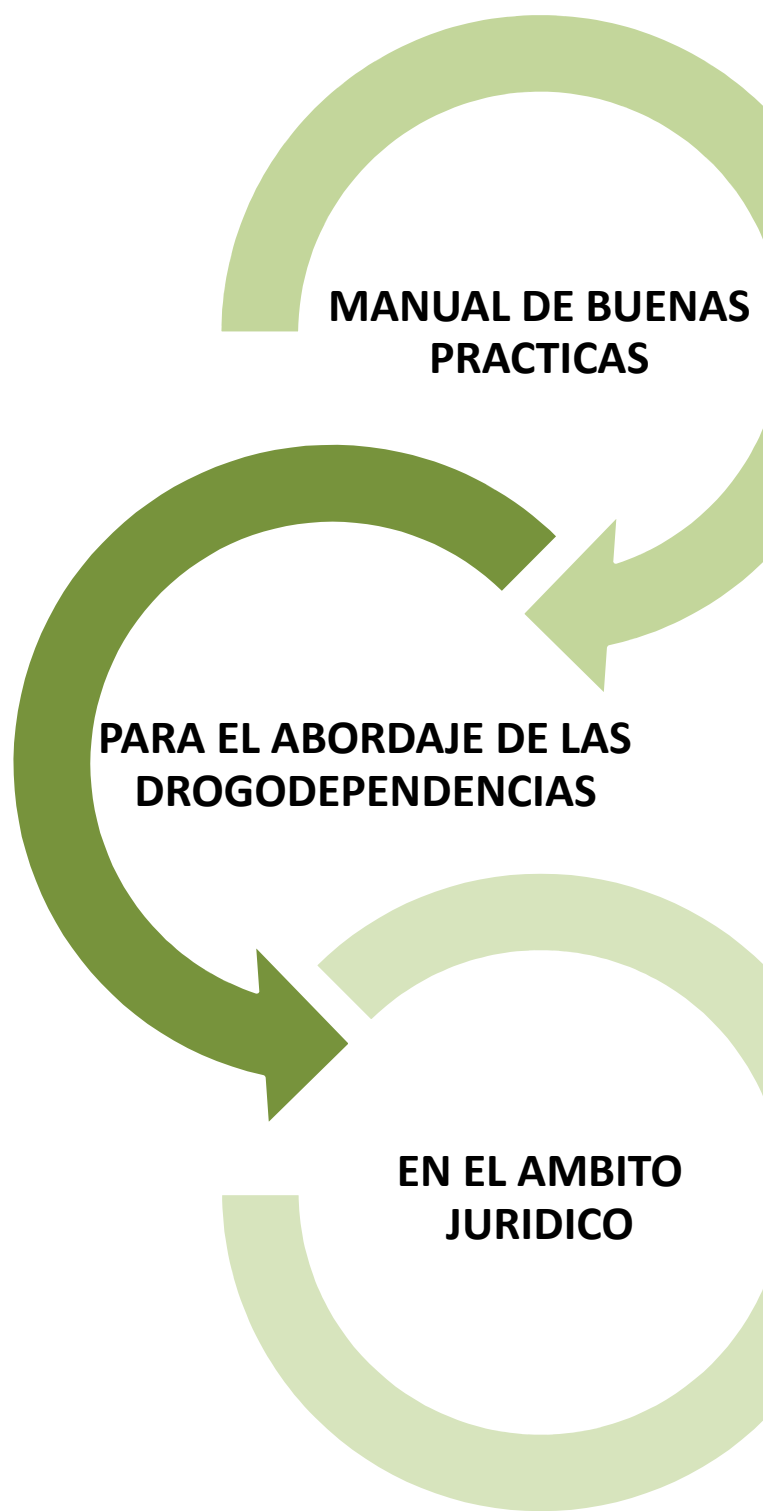 MANUAL DE BUENAS
PRACTICAS
PARA EL ABORDAJE DE LAS
DROGODEPENDENCIAS
EN EL AMBITO
JURIDICO